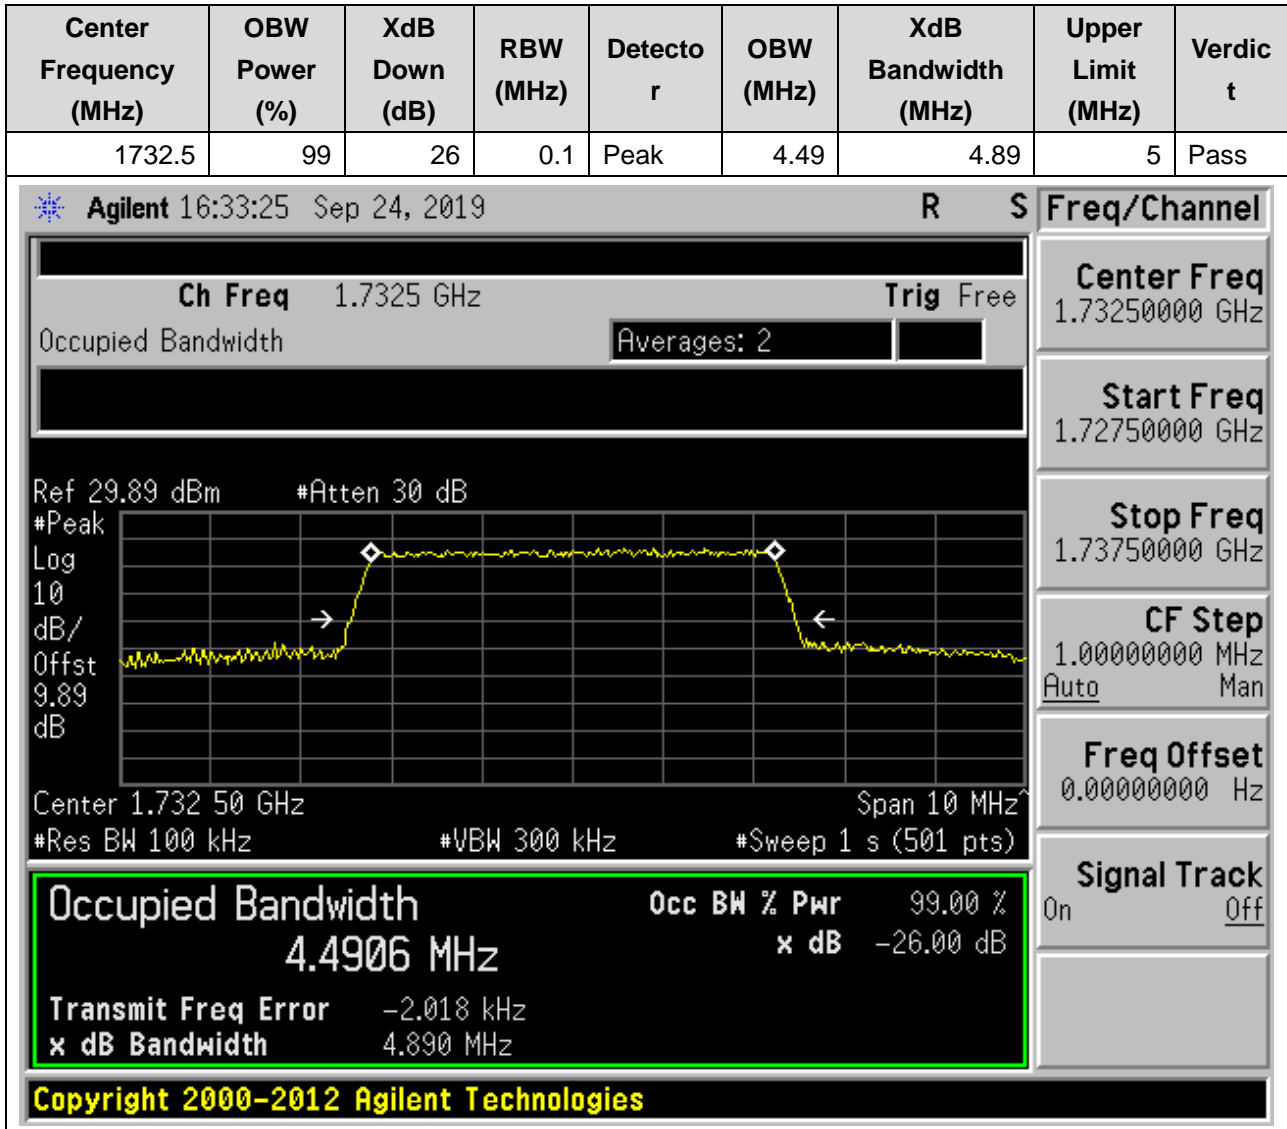 Center Frequency (MHz) OBW Power (%) XdB Down (dB) RBW (MHz) Detecto r OBW (MHz) XdB Bandwidth (MHz) Upper Limit (MHz) Verdic t
1732.5 99 26 0.1 Peak 4.49 4.89 5 Pass
Agilent 16:33:25 Sep 24, 2019 R S
Ch Freq 1.7325 GHz Trig Free
Occupied Bandwidth Averages: 2
Ref 29.89 dBm #Atten 30 dB
#Peak
Log
10
dB/
Offst
9.89
dB
Center 1.732 50 GHz Span 10 MHz^
#Res BW 100 kHz #VBW 300 kHz #Sweep 1 s (501 pts)
Occupied Bandwidth Occ BW % Pwr 99.00 %
4.4906 MHz x dB -26.00 dB
Transmit Freq Error -2.018 kHz
x dB Bandwidth 4.890 MHz
Copyright 2000-2012 Agilent Technologies
Freq/Channel
Center Freq
1.73250000 GHz
Start Freq
1.72750000 GHz
Stop Freq
1.73750000 GHz
CF Step
1.00000000 MHz
Auto Man
Freq Offset
0.00000000 Hz
Signal Track
On Off